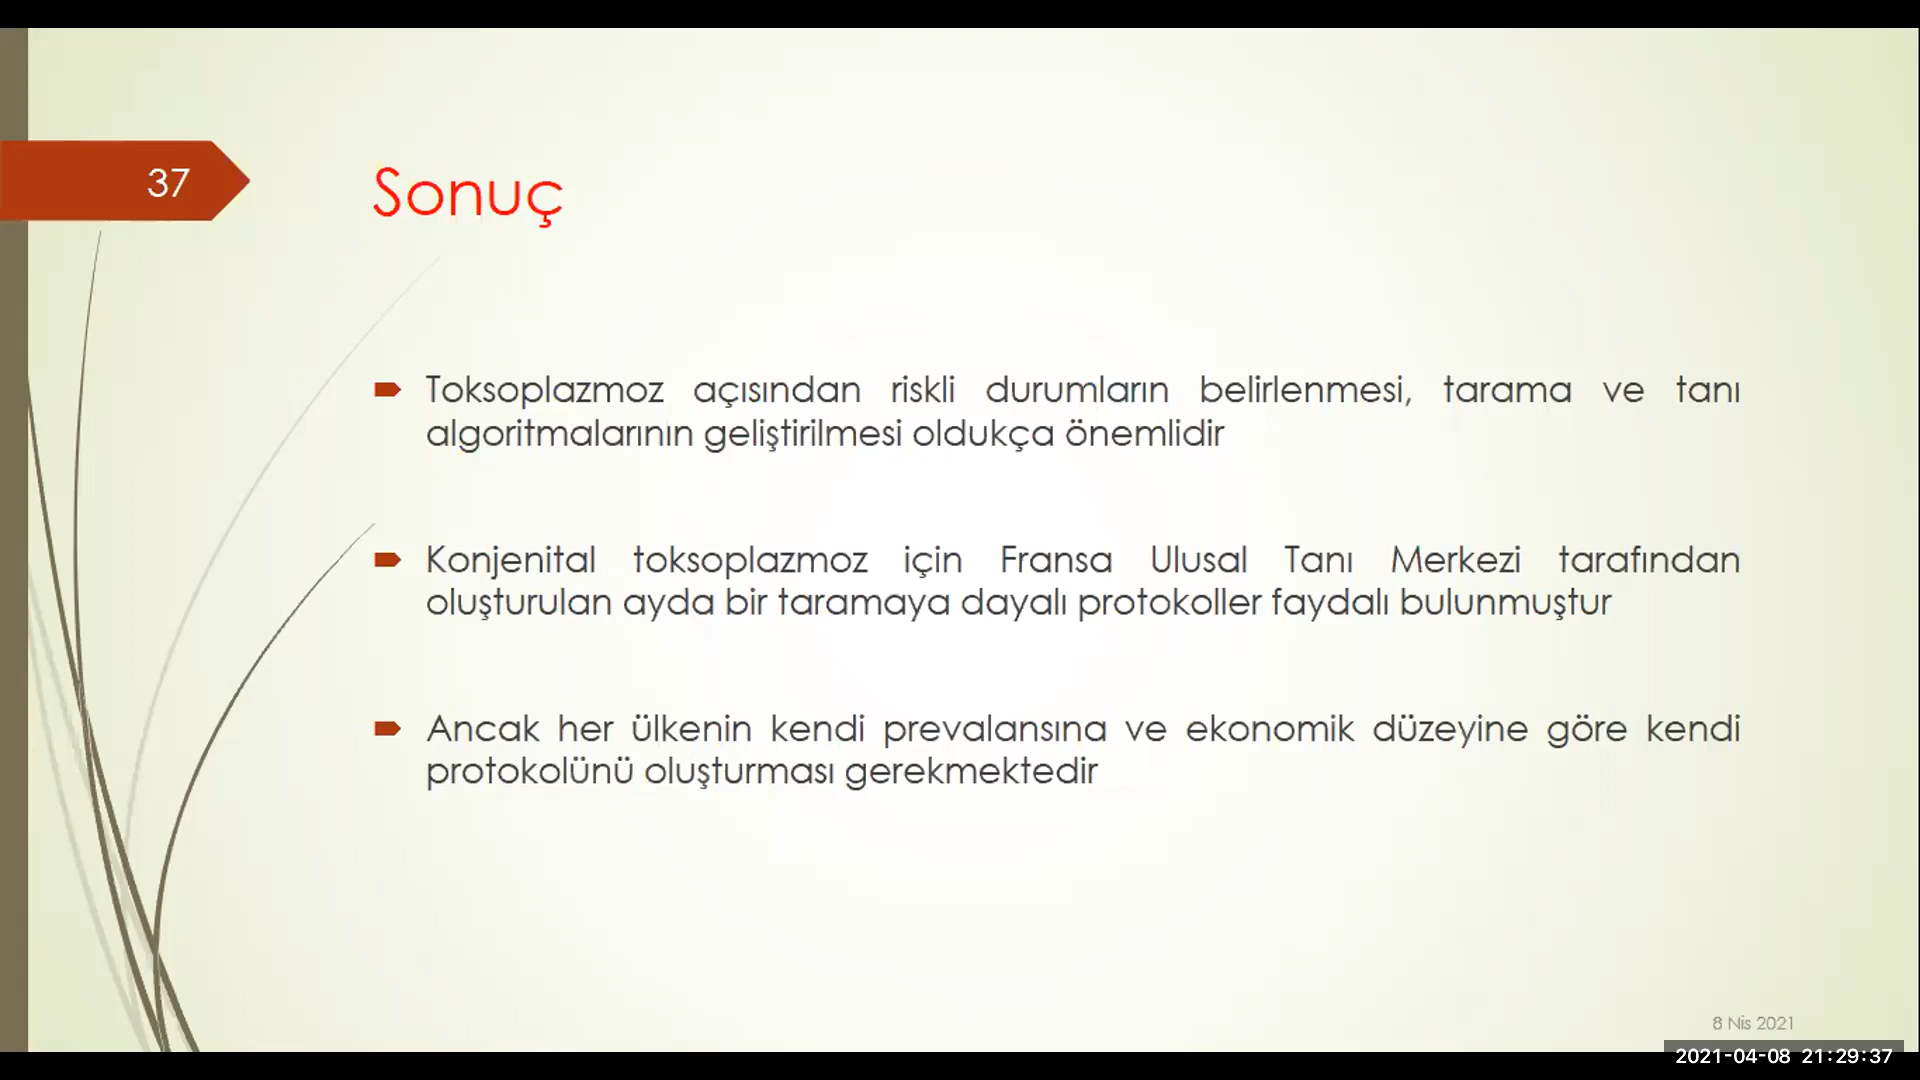 37
Sonuç
Toksoplazmoz açısından riskli durumların belirlenmesi, tarama ve tanı
algoritmalarının geliştirilmesi oldukça önemlidir
Konjenital toksoplazmoz için Fransa Ulusal Tanı Merkezi tarafından
oluşturulan ayda bir taramaya dayalı protokoller faydalı bulunmuştur
Ancak her ülkenin kendi prevalansına ve ekonomik düzeyine göre kendi
protokolünü oluşturması gerekmektedir
8 Nis 2021
2021-04-08 21:29:37